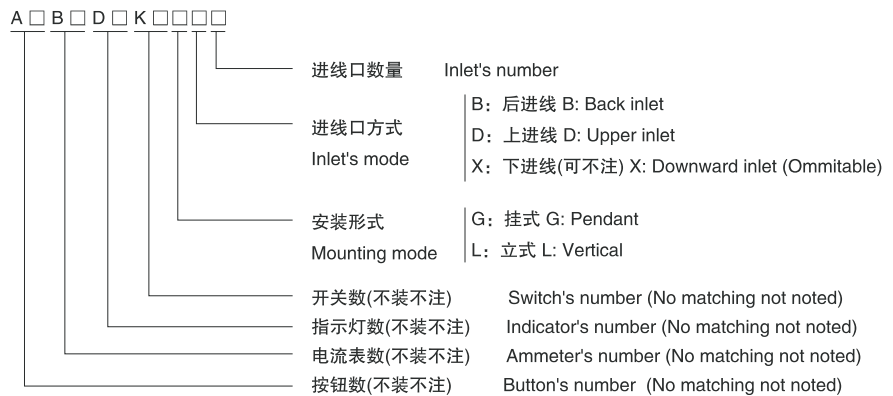 A □ B □ D □ K □ □ □ □
进线口数量 Inlet's number
进线口方式
Inlet's mode
B：后进线 B: Back inlet
D：上进线 D: Upper inlet
X：下进线(可不注) X: Downward inlet (Ommitable)
安装形式
Mounting mode
G：挂式 G: Pendant
L：立式 L: Vertical
开关数(不装不注) Switch's number (No matching not noted)
指示灯数(不装不注) Indicator's number (No matching not noted)
电流表数(不装不注) Ammeter's number (No matching not noted)
按钮数(不装不注) Button's number (No matching not noted)